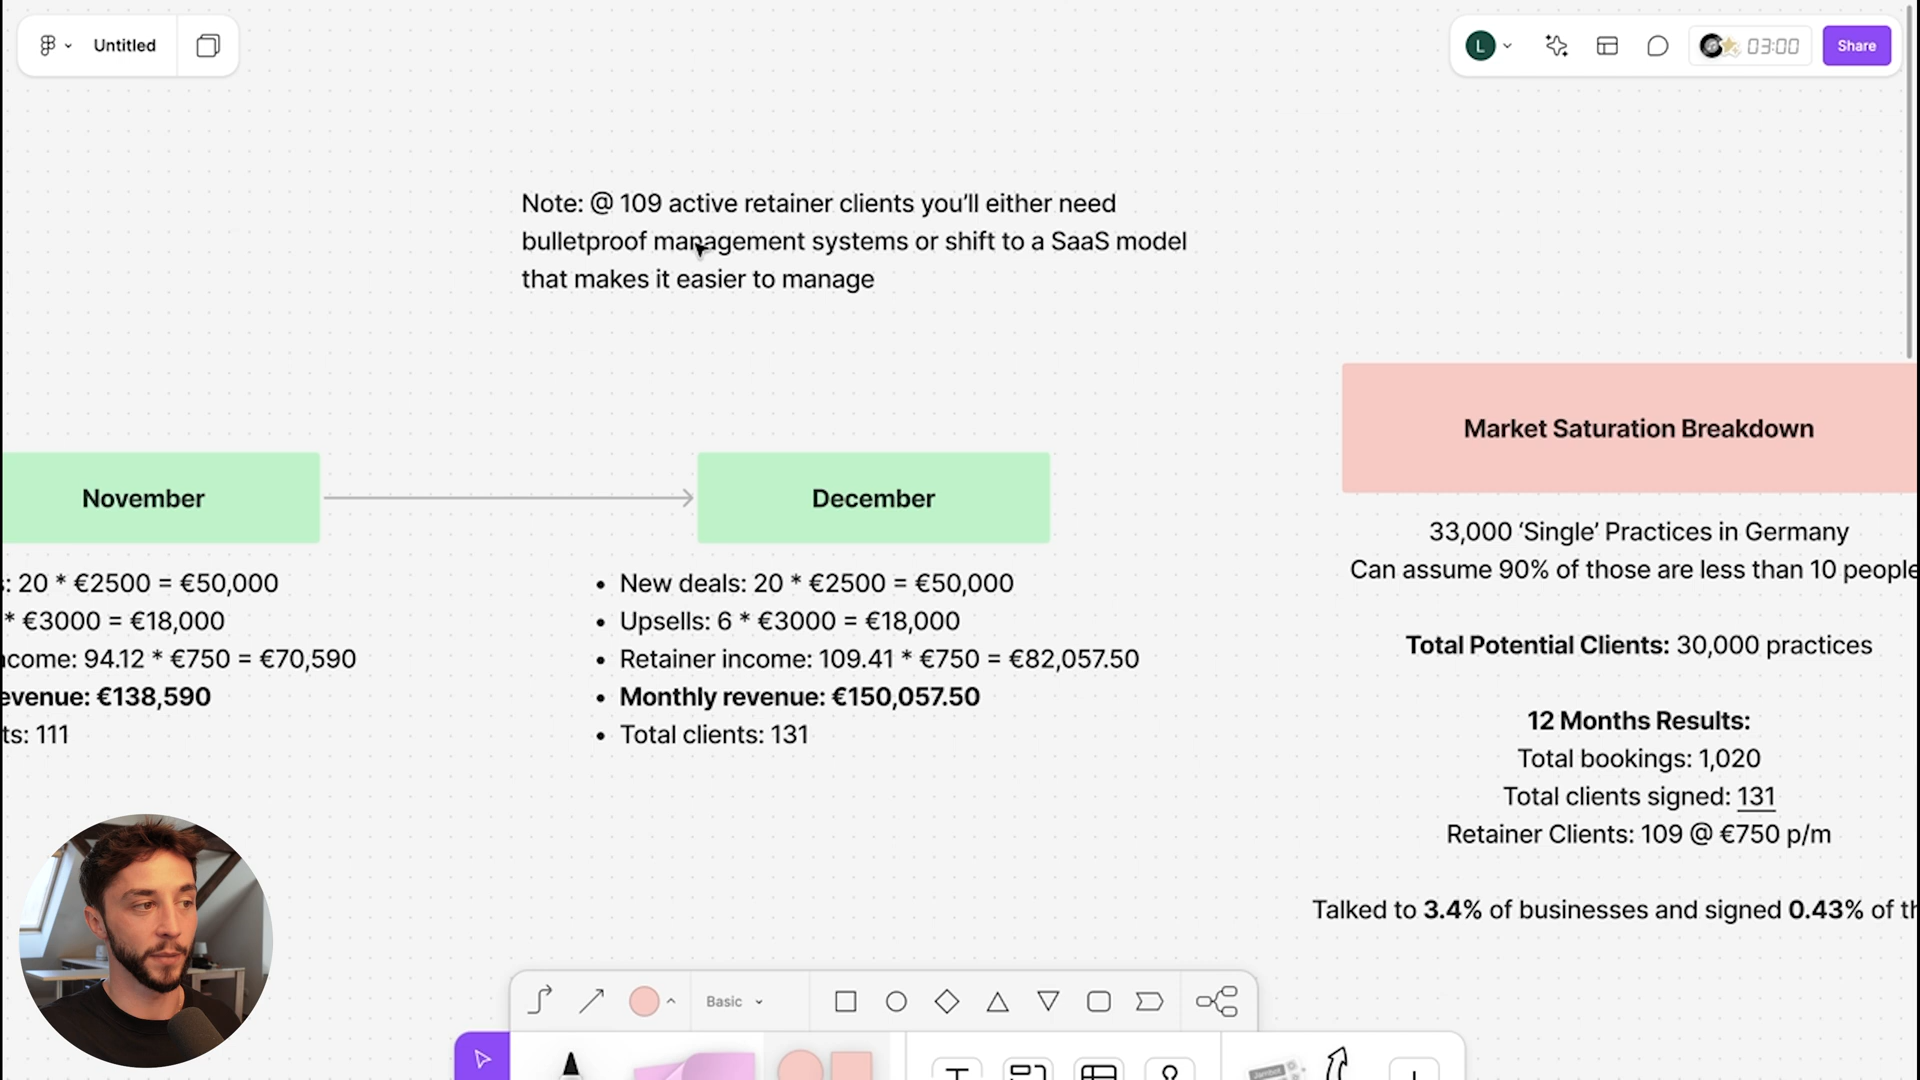 Untitled
L
03:00
Share
Note: @ 109 active retainer clients you’ll either need
bulletproof management systems or shift to a SaaS model
that makes it easier to manage
November
: 20 * €2500 = €50,000
* €3000 = €18,000
come: 94.12 * €750 = €70,590
evenue: €138,590
ts: 111
December
• New deals: 20 * €2500 = €50,000
• Upsells: 6 * €3000 = €18,000
• Retainer income: 109.41 * €750 = €82,057.50
• Monthly revenue: €150,057.50
• Total clients: 131
Market Saturation Breakdown
33,000 ‘Single’ Practices in Germany
Can assume 90% of those are less than 10 people
Total Potential Clients: 30,000 practices
12 Months Results:
Total bookings: 1,020
Total clients signed: 131
Retainer Clients: 109 @ €750 p/m
Talked to 3.4% of businesses and signed 0.43% of th
Basic